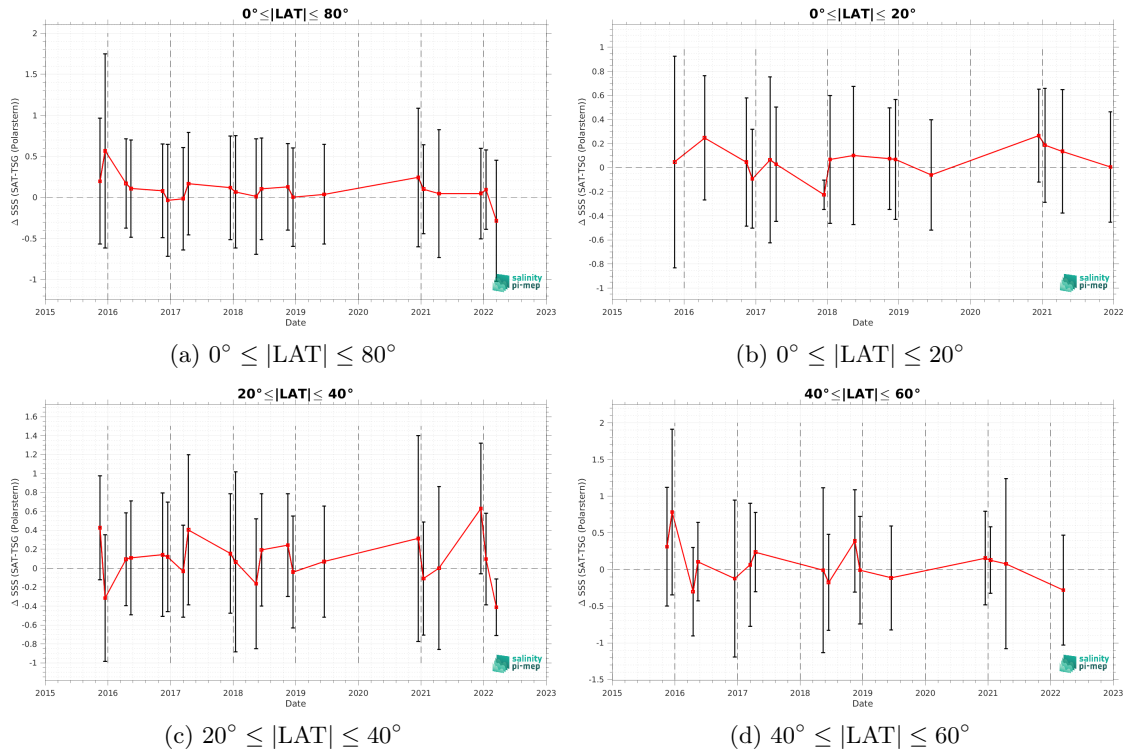 0°≤|LAT|≤ 80°
Δ SSS (SAT-TSG (Polarstern))
2
1.5
1
0.5
0
-0.5
-1
2015 2016 2017 2018 2019 2020 2021 2022 2023
Date
salinity
pi-mep
(a) 0° ≤ |LAT| ≤ 80°
0°≤|LAT|≤ 20°
Δ SSS (SAT-TSG (Polarstern))
1
0.8
0.6
0.4
0.2
0
-0.2
-0.4
-0.6
-0.8
-1
2015 2016 2017 2018 2019 2020 2021 2022
Date
salinity
pi-mep
(b) 0° ≤ |LAT| ≤ 20°
20°≤|LAT|≤ 40°
Δ SSS (SAT-TSG (Polarstern))
1.6
1.4
1.2
1
0.8
0.6
0.4
0.2
0
-0.2
-0.4
-0.6
-0.8
-1
2015 2016 2017 2018 2019 2020 2021 2022 2023
Date
salinity
pi-mep
(c) 20° ≤ |LAT| ≤ 40°
40°≤|LAT|≤ 60°
Δ SSS (SAT-TSG (Polarstern))
2
1.5
1
0.5
0
-0.5
-1
-1.5
2015 2016 2017 2018 2019 2020 2021 2022 2023
Date
salinity
pi-mep
(d) 40° ≤ |LAT| ≤ 60°